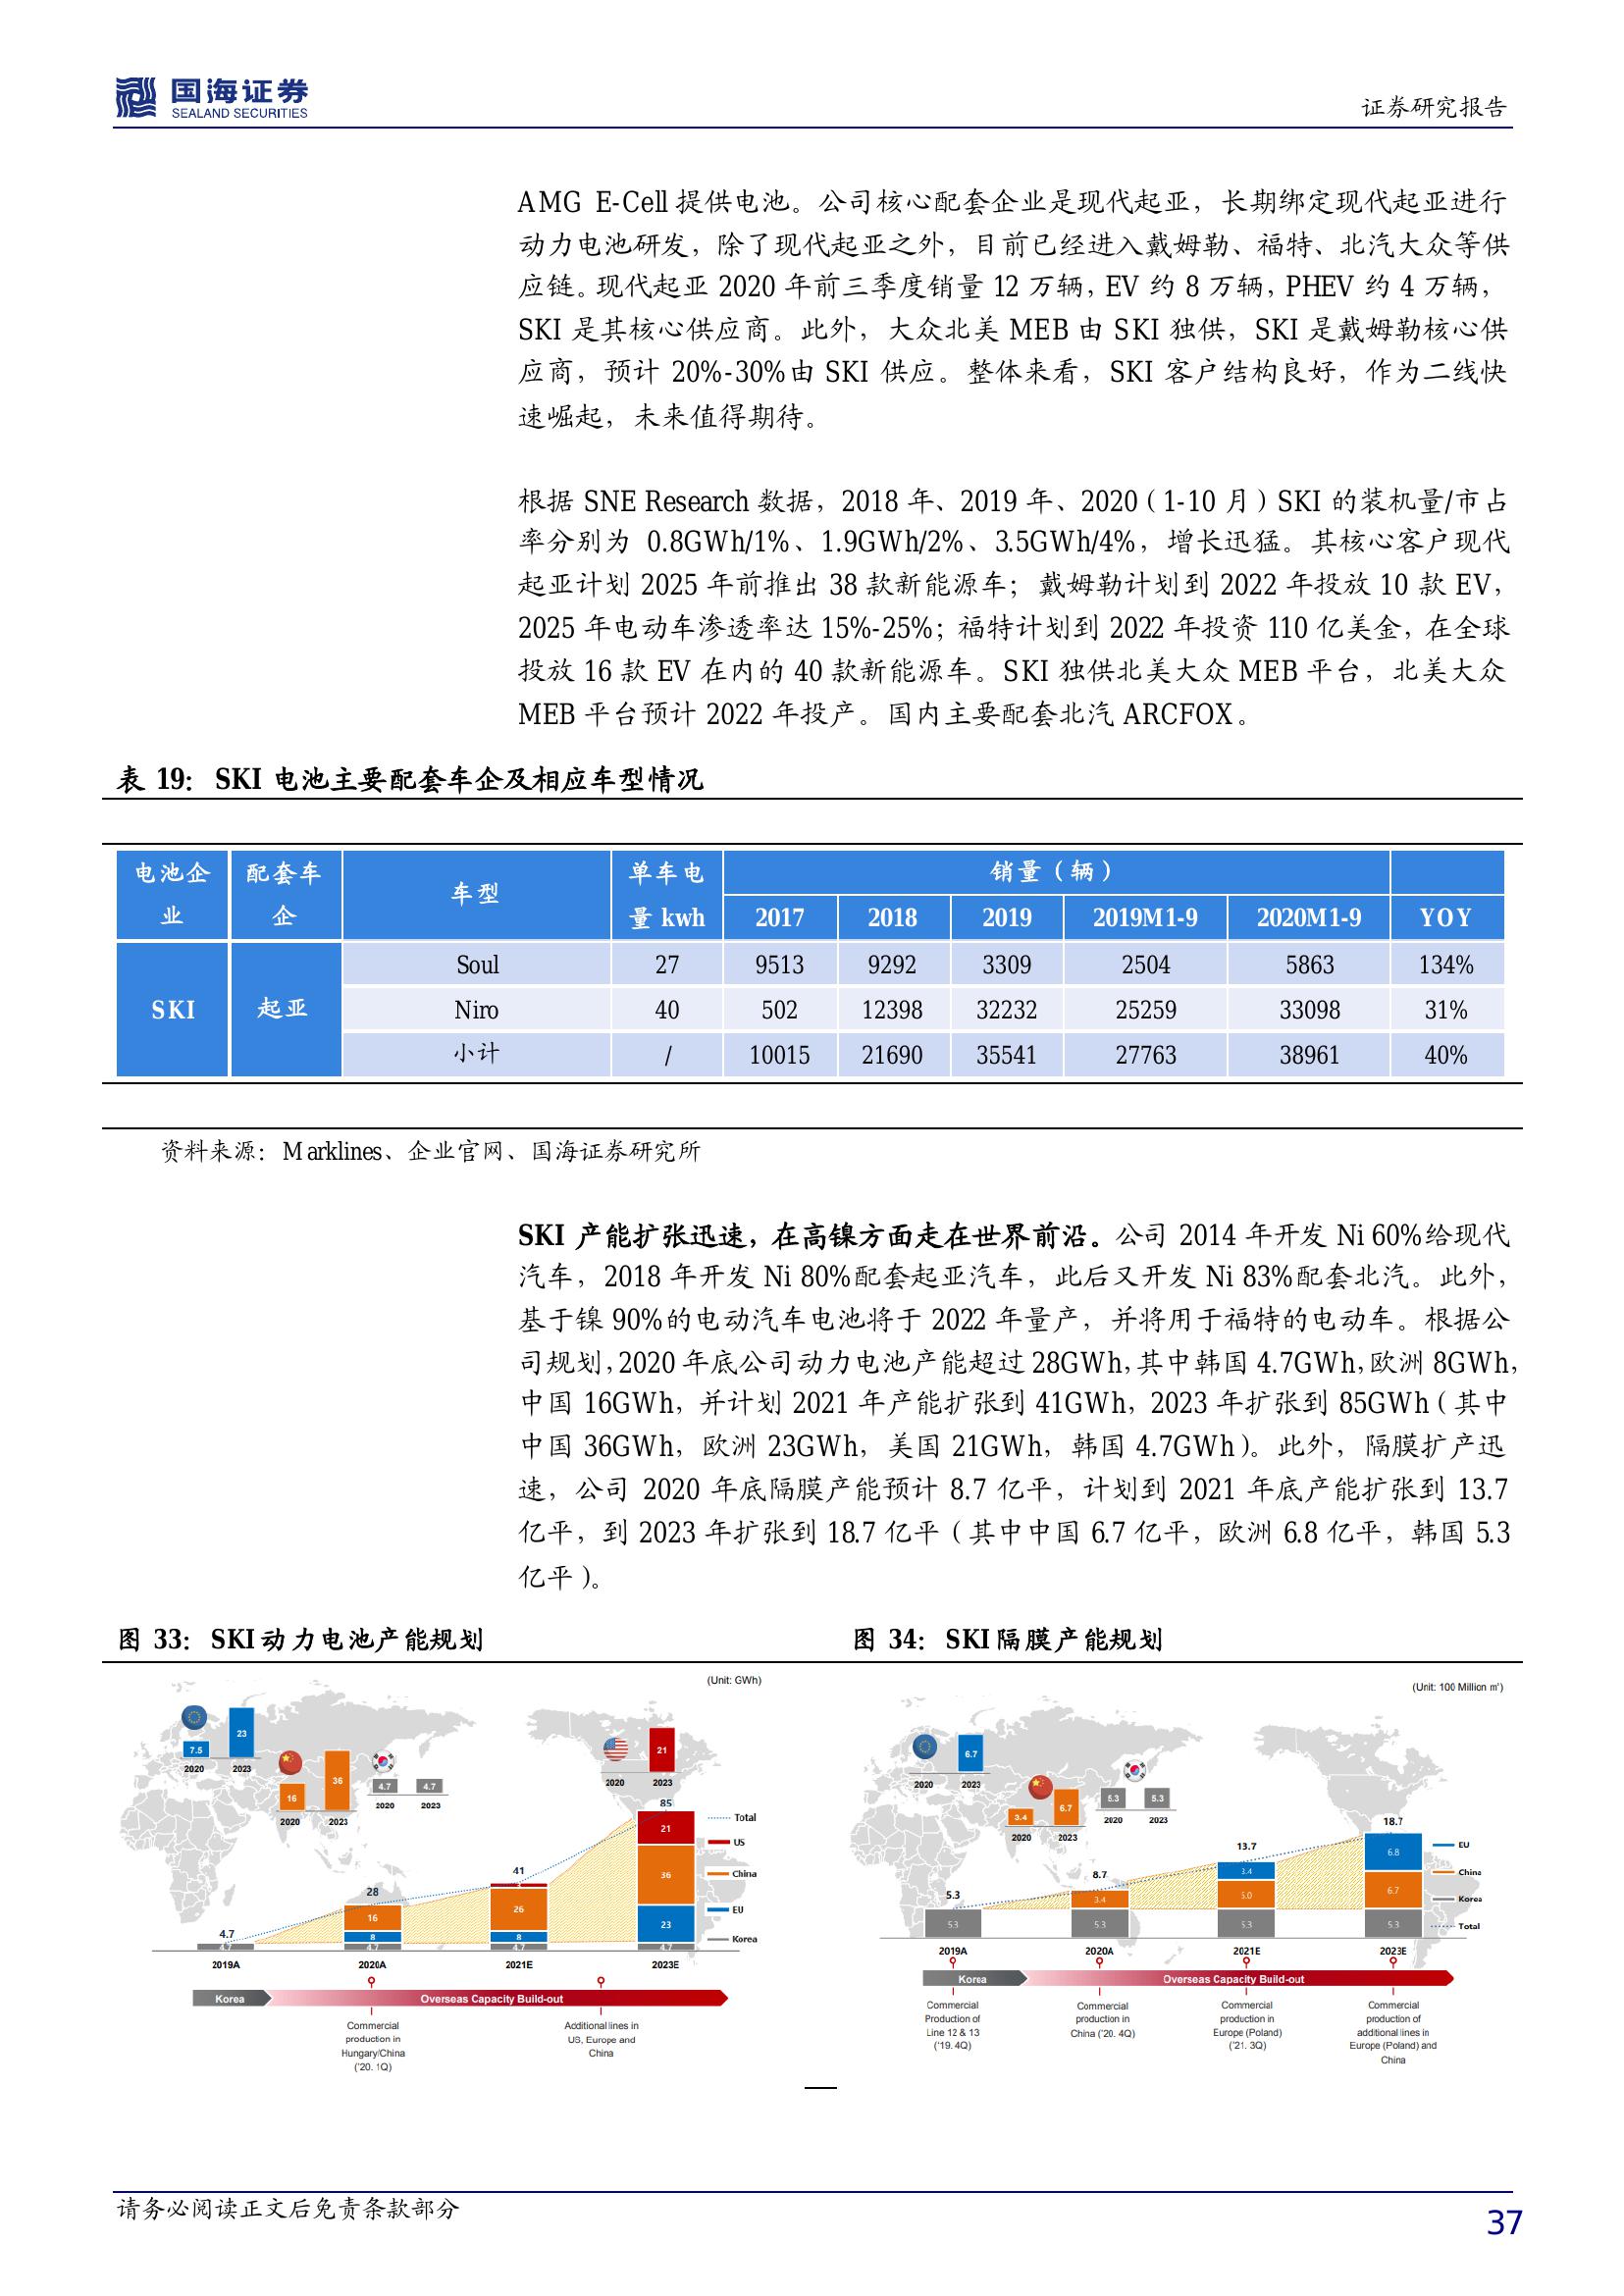 国海证券
SEALAND SECURITIES
证券研究报告
AMG E-Cell 提供电池。公司核心配套企业是现代起亚，长期绑定现代起亚进行
动力电池研发，除了现代起亚之外，目前已经进入戴姆勒、福特、北汽大众等供
应链。现代起亚 2020 年前三季度销量 12 万辆，EV 约 8 万辆，PHEV 约 4 万辆，
SKI 是其核心供应商。此外，大众北美 MEB 由 SKI 独供，SKI 是戴姆勒核心供
应商，预计 20%-30%由 SKI 供应。整体来看，SKI 客户结构良好，作为二线快
速崛起，未来值得期待。
根据 SNE Research 数据，2018 年、2019 年、2020（1-10 月）SKI 的装机量/市占
率分别为 0.8GWh/1%、1.9GWh/2%、3.5GWh/4%，增长迅猛。其核心客户现代
起亚计划 2025 年前推出 38 款新能源车；戴姆勒计划到 2022 年投放 10 款 EV，
2025 年电动车渗透率达 15%-25%；福特计划到 2022 年投资 110 亿美金，在全球
投放 16 款 EV 在内的 40 款新能源车。SKI 独供北美大众 MEB 平台，北美大众
MEB 平台预计 2022 年投产。国内主要配套北汽 ARCFOX。
表 19：SKI 电池主要配套车企及相应车型情况
电池企业 配套车企 车型 单车电量 kwh 销量（辆）
2017 2018 2019 2019M1-9 2020M1-9 YOY
SKI 起亚
Soul 27 9513 9292 3309 2504 5863 134%
Niro 40 502 12398 32232 25259 33098 31%
小计 / 10015 21690 35541 27763 38961 40%
资料来源：Marklines、企业官网、国海证券研究所
SKI 产能扩张迅速，在高镍方面走在世界前沿。公司 2014 年开发 Ni 60%给现代
汽车，2018 年开发 Ni 80%配套起亚汽车，此后又开发 Ni 83%配套北汽。此外，
基于镍 90%的电动汽车电池将于 2022 年量产，并将用于福特的电动车。根据公
司规划，2020 年底公司动力电池产能超过 28GWh，其中韩国 4.7GWh，欧洲 8GWh，
中国 16GWh，并计划 2021 年产能扩张到 41GWh，2023 年扩张到 85GWh（其中
中国 36GWh，欧洲 23GWh，美国 21GWh，韩国 4.7GWh）。此外，隔膜扩产迅
速，公司 2020 年底隔膜产能预计 8.7 亿平，计划到 2021 年底产能扩张到 13.7
亿平，到 2023 年扩张到 18.7 亿平（其中中国 6.7 亿平，欧洲 6.8 亿平，韩国 5.3
亿平）。
图 33：SKI 动力电池产能规划
(Unit: GWh)
7.5 23
2020 2023
16 36
2020 2023
4.7 4.7
2020 2023
21
2020 2023
Total
US
China
EU
Korea
4.7 28 41 85
21
16 26 36
8 8 23
4.7 4.7 4.7 4.7
2019A 2020A 2021E 2023E
Korea Overseas Capacity Build-out
Commercial
production in
Hungary/China
('20. 1Q)
Additional lines in
US, Europe and
China
图 34：SKI 隔膜产能规划
(Unit: 100 Million ㎡)
6.7
2020 2023
3.4 6.7
2020 2023
5.3 5.3
2020 2023
EU
China
Korea
Total
5.3 8.7 13.7 18.7
3.4 6.8
3.4 5.0 6.7
5.3 5.3 5.3 5.3
2019A 2020A 2021E 2023E
Korea Overseas Capacity Build-out
Commercial
Production of
Line 12 & 13
('19. 4Q)
Commercial
production in
China ('20. 4Q)
Commercial
production in
Europe (Poland)
('21. 3Q)
Commercial
production of
additional lines in
Europe (Poland) and
China
请务必阅读正文后免责条款部分
37